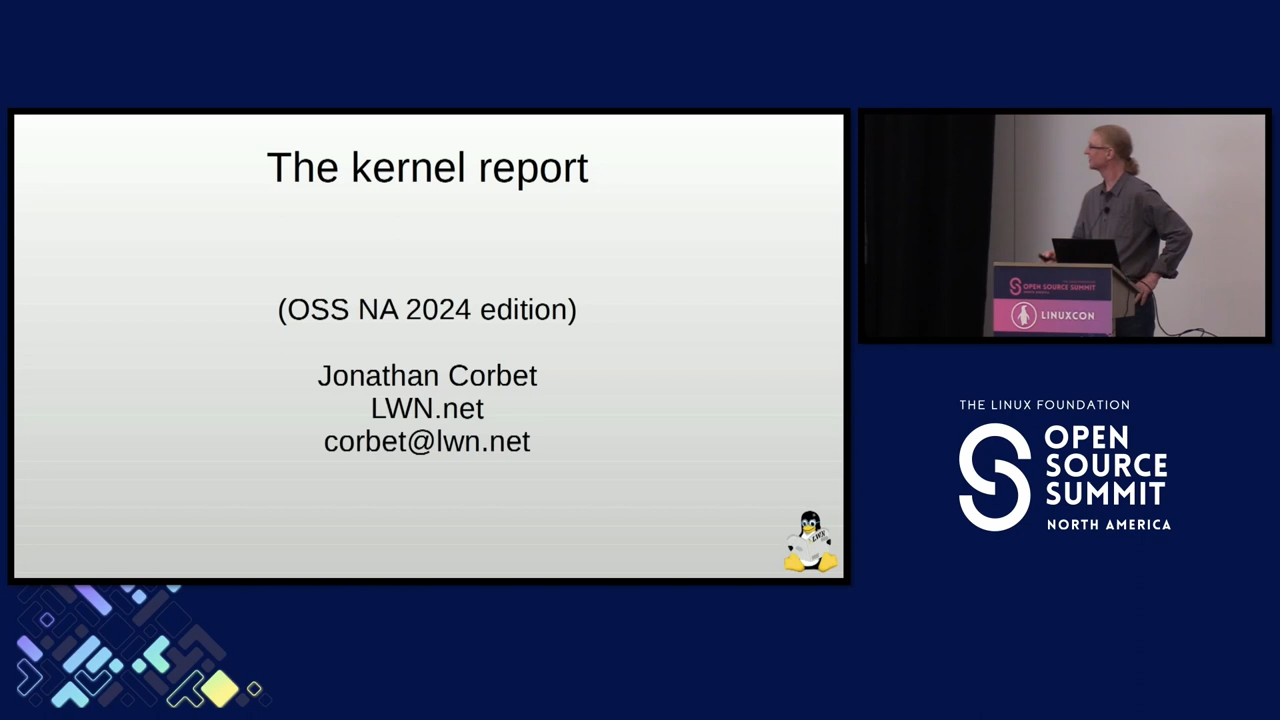 The kernel report
(OSS NA 2024 edition)
Jonathan Corbet
LWN.net
corbet@lwn.net
LWN
OPEN SOURCE SUMMIT
LINUXCON
THE LINUX FOUNDATION
OPEN
SOURCE
SUMMIT
NORTH AMERICA